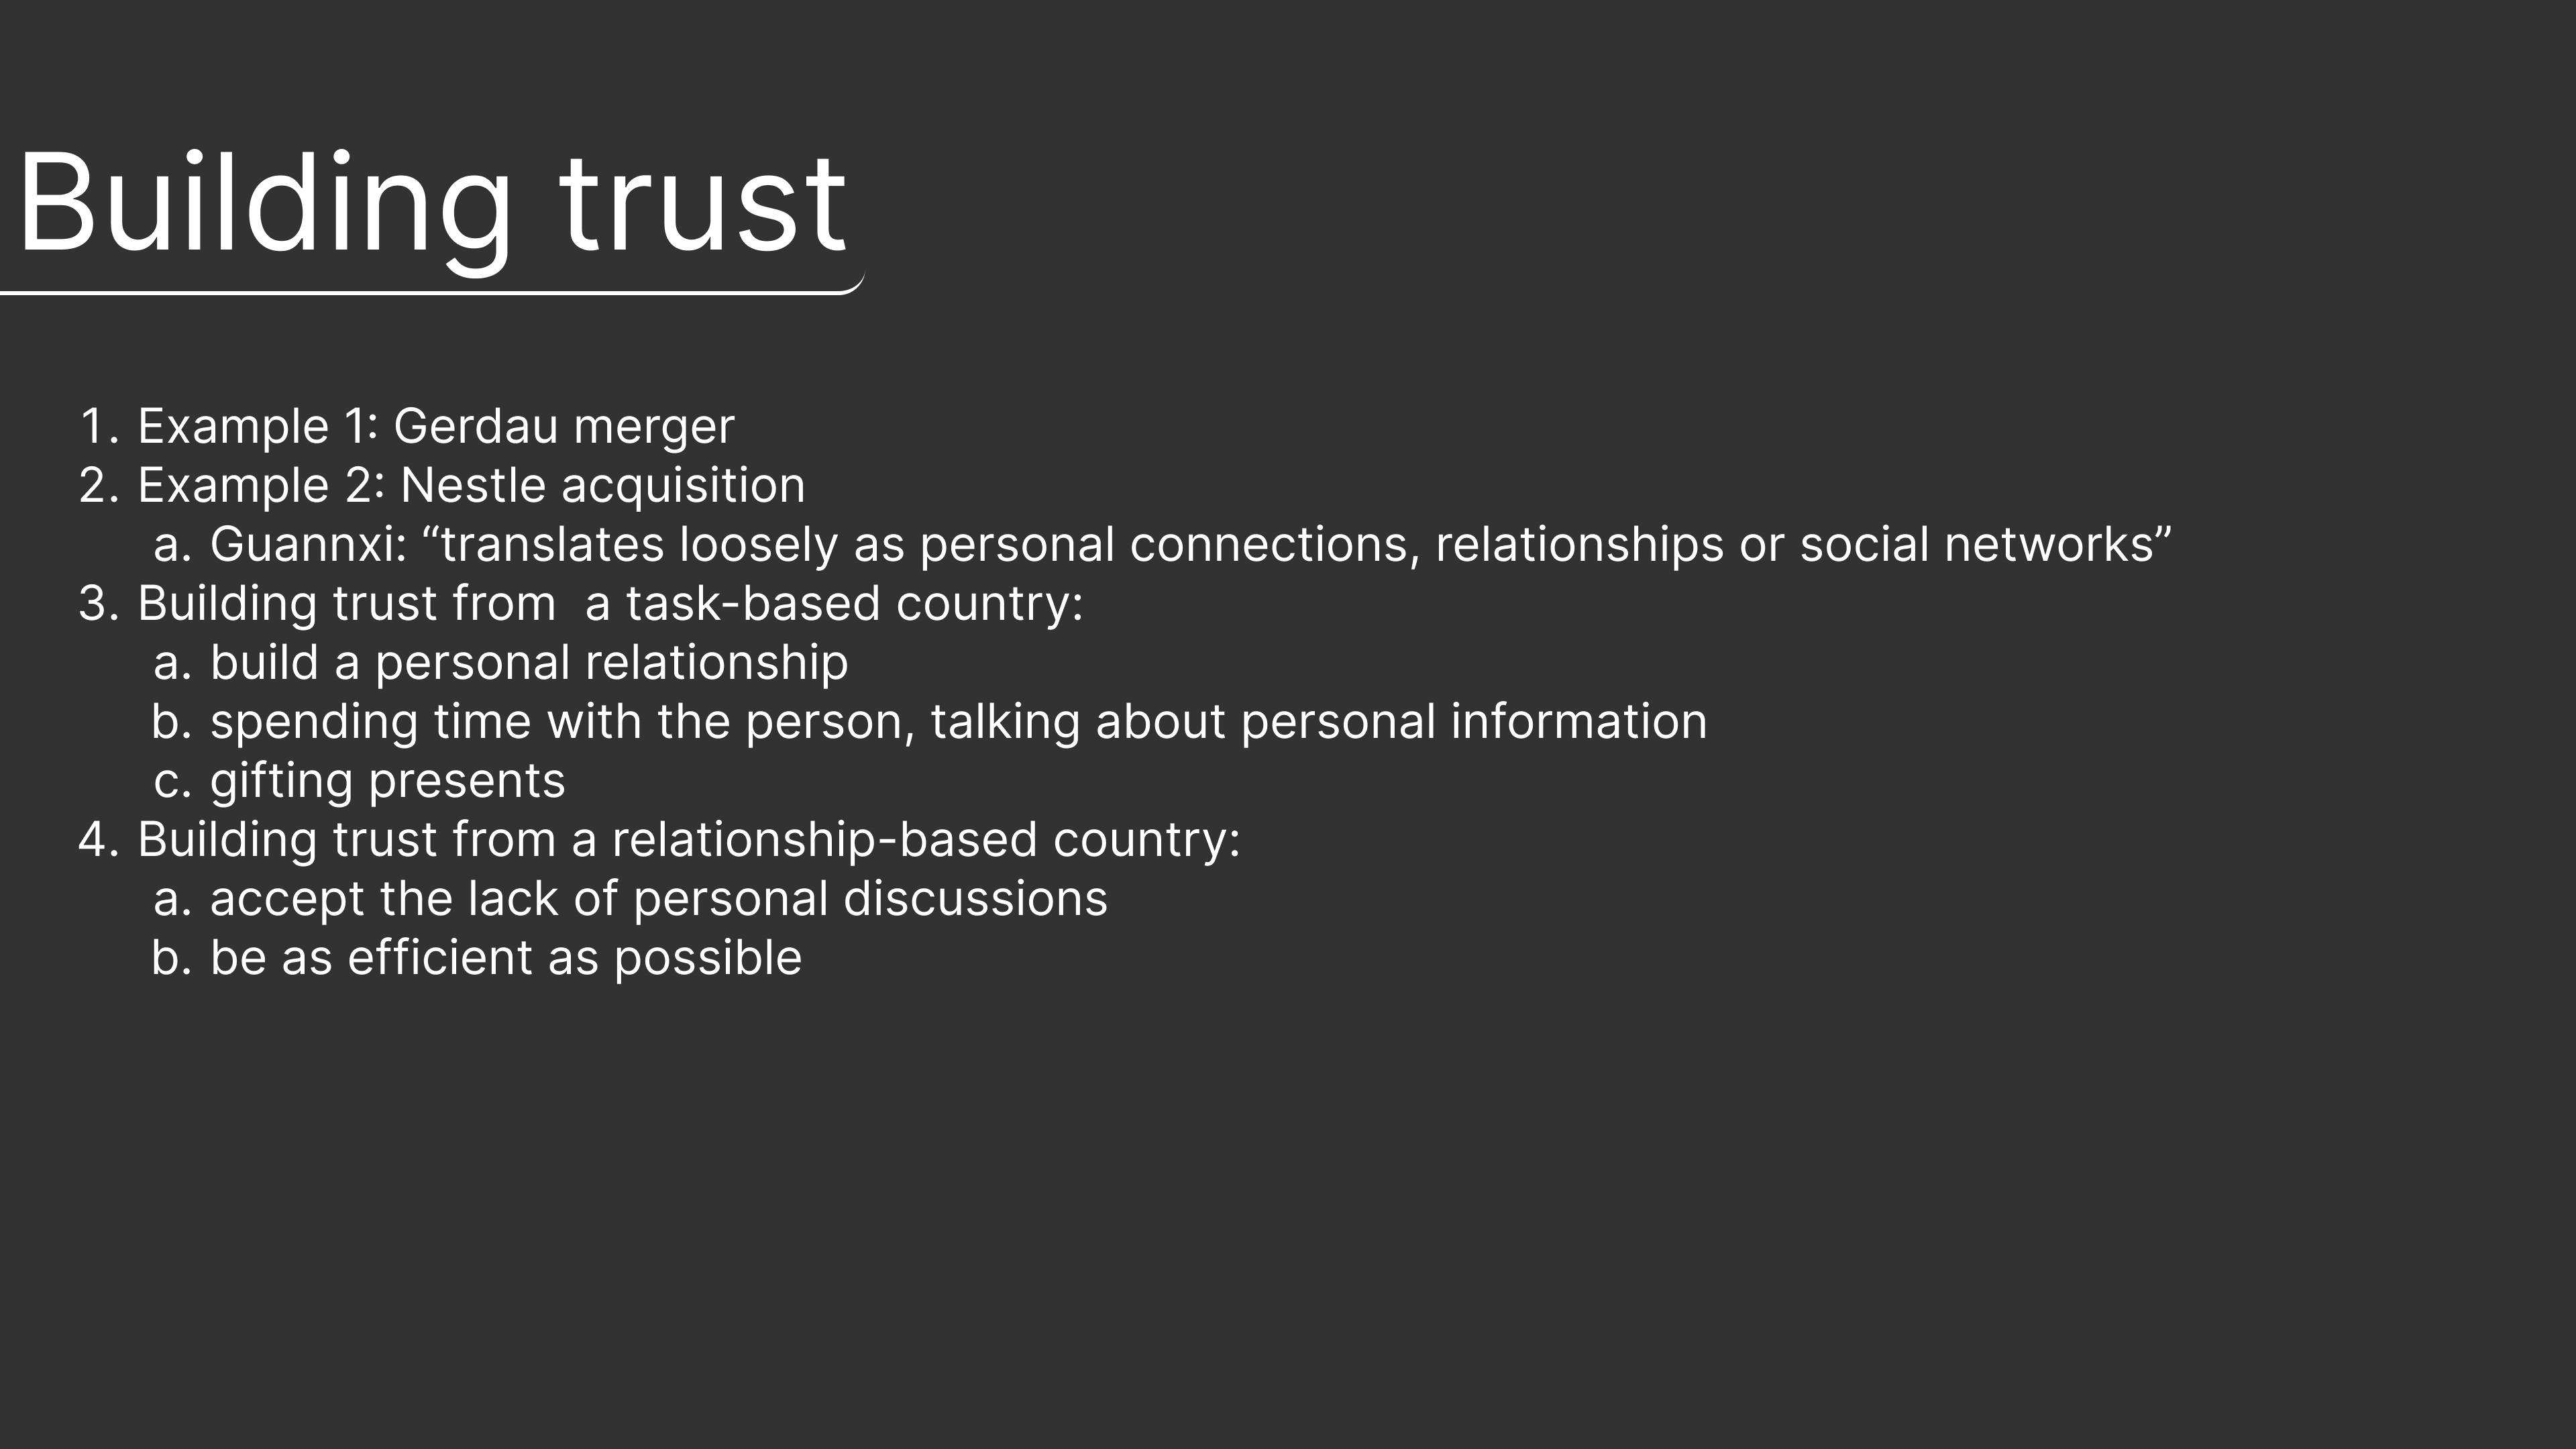 Building trust
1. Example 1: Gerdau merger
2. Example 2: Nestle acquisition
a. Guannxi: “translates loosely as personal connections, relationships or social networks”
3. Building trust from  a task-based country:
a. build a personal relationship
b. spending time with the person, talking about personal information
c. gifting presents
4. Building trust from a relationship-based country:
a. accept the lack of personal discussions
b. be as efficient as possible